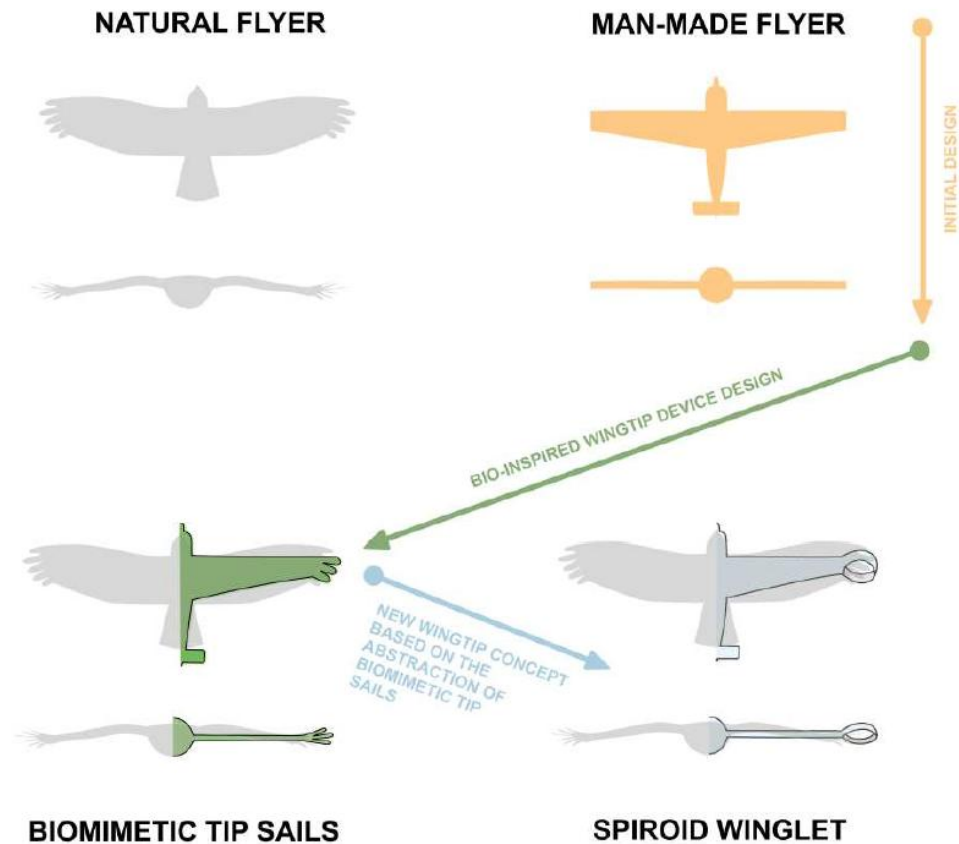 NATURAL FLYER
MAN-MADE FLYER
INITIAL DESIGN
BIO-INSPIRED WINGTIP DEVICE DESIGN
NEW WINGTIP CONCEPT
BASED ON THE
ABSTRACTION OF
BIOMIMETIC TIP
SAILS
BIOMIMETIC TIP SAILS
SPIROID WINGLET